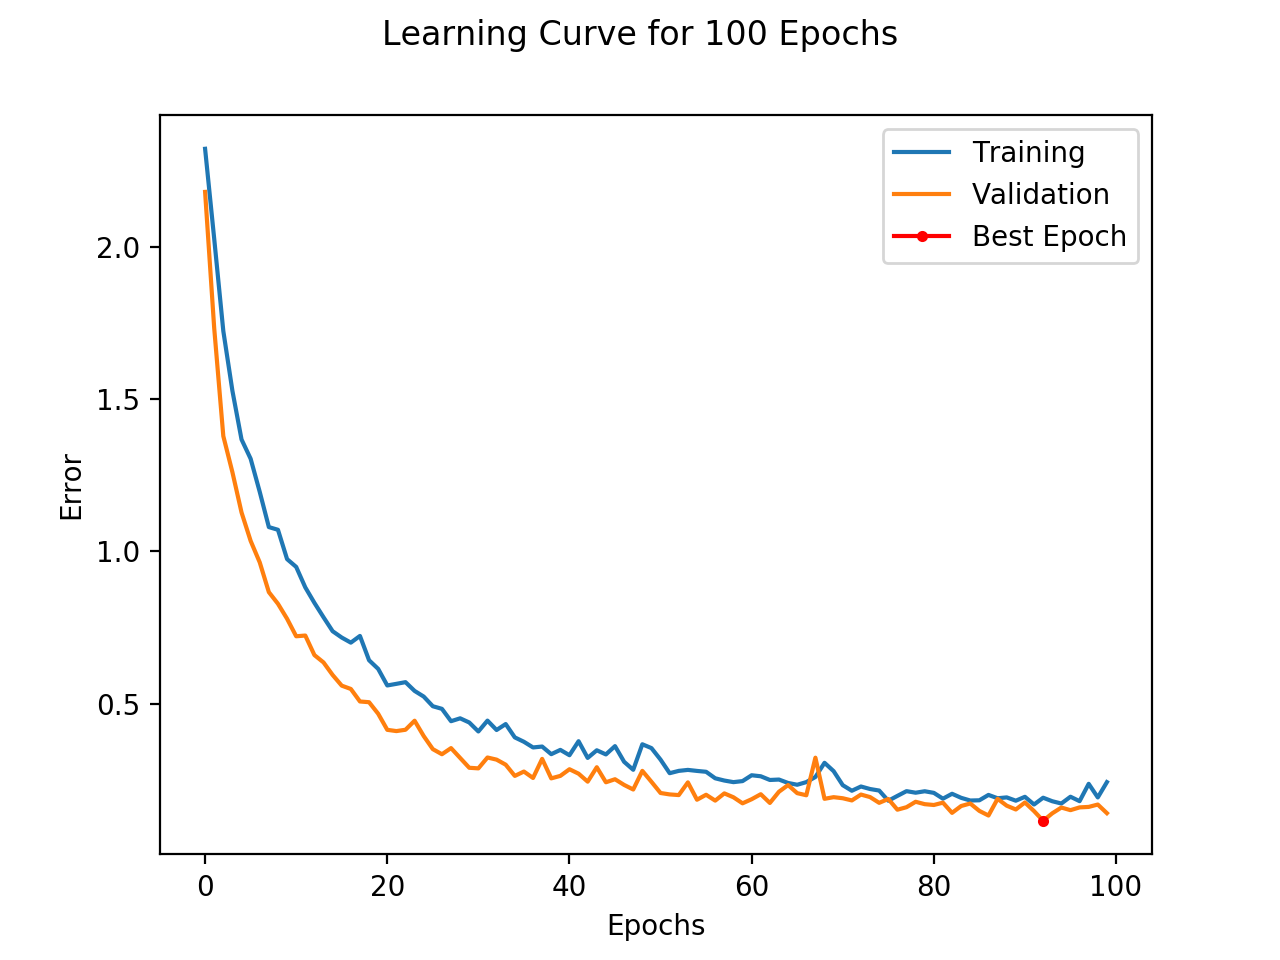 Learning Curve for 100 Epochs
Training
Validation
Best Epoch
2.0
1.5
1.0
0.5
Error
0 20 40 60 80 100
Epochs